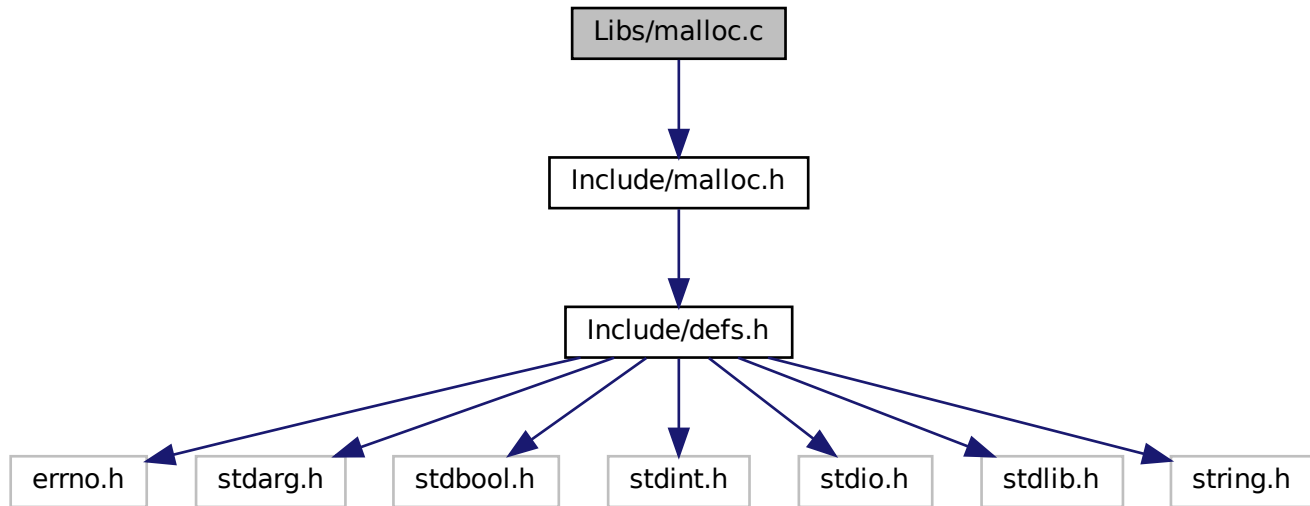 Libs/malloc.c
Include/malloc.h
Include/defs.h
errno.h
stdarg.h
stdbool.h
stdint.h
stdio.h
stdlib.h
string.h